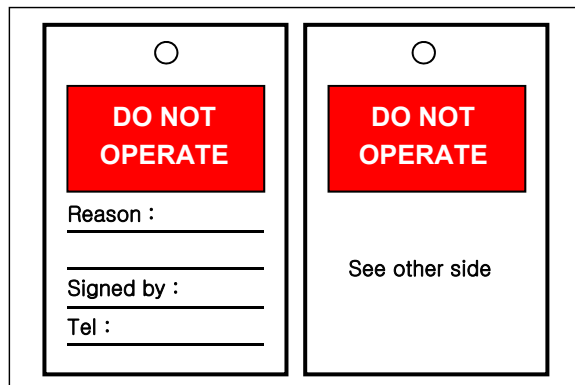 DO NOT
OPERATE
Reason :
Signed by :
Tel :
DO NOT
OPERATE
See other side